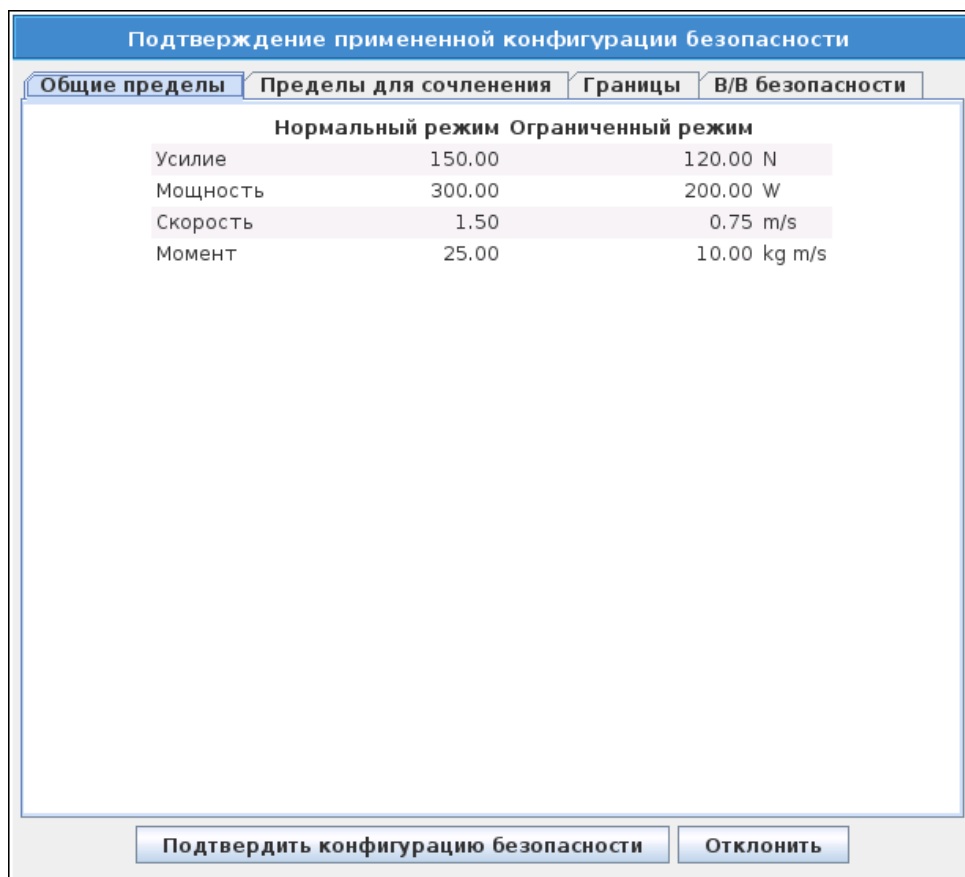 Подтверждение примененной конфигурации безопасности
Общие пределы Пределы для сочленения Границы В/В безопасности
Нормальный режим Ограниченный режим
Усилие 150.00 120.00 N
Мощность 300.00 200.00 W
Скорость 1.50 0.75 m/s
Момент 25.00 10.00 kg m/s
Подтвердить конфигурацию безопасности Отклонить